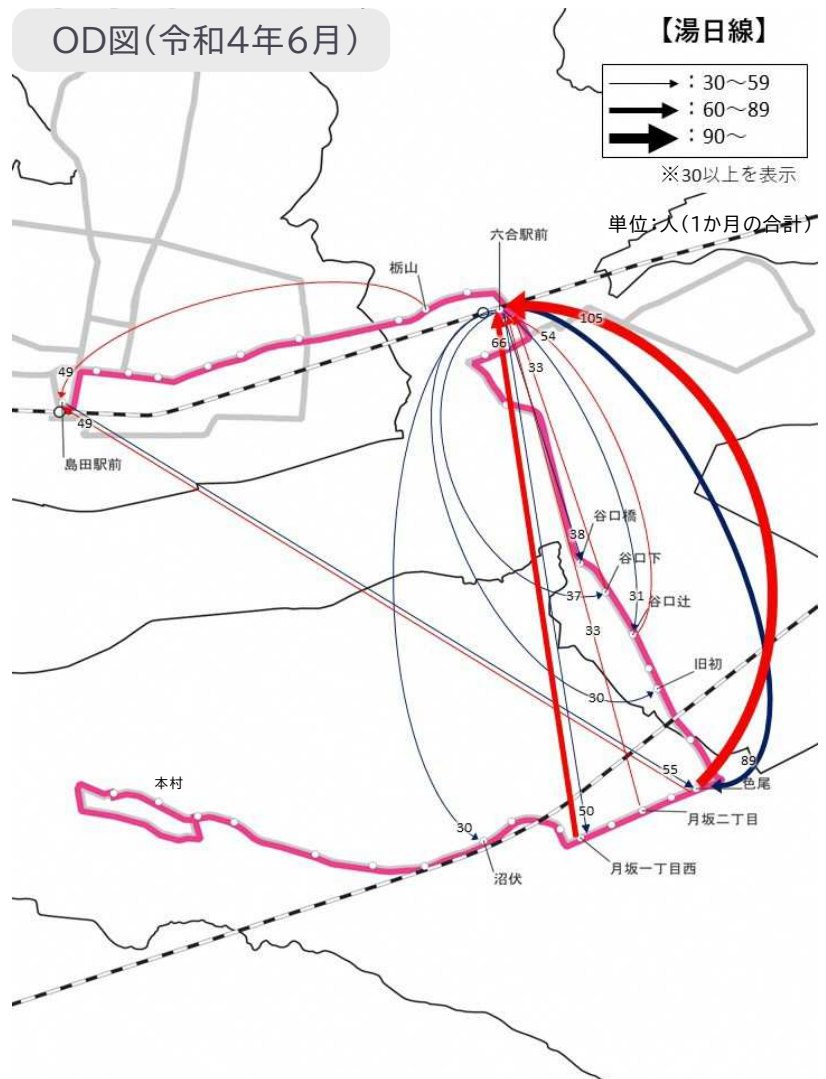 OD図(令和4年6月)
【湯日線】
:30～59
:60～89
:90～
※30以上を表示
単位:人(1か月の合計)
六合駅前
栃山
105
54
66
33
49
49
島田駅前
谷口橋
38
谷口下
37
31
谷口辻
33
旧初
30
55
89
色尾
本村
50
月坂二丁目
30
月坂一丁目西
沼伏